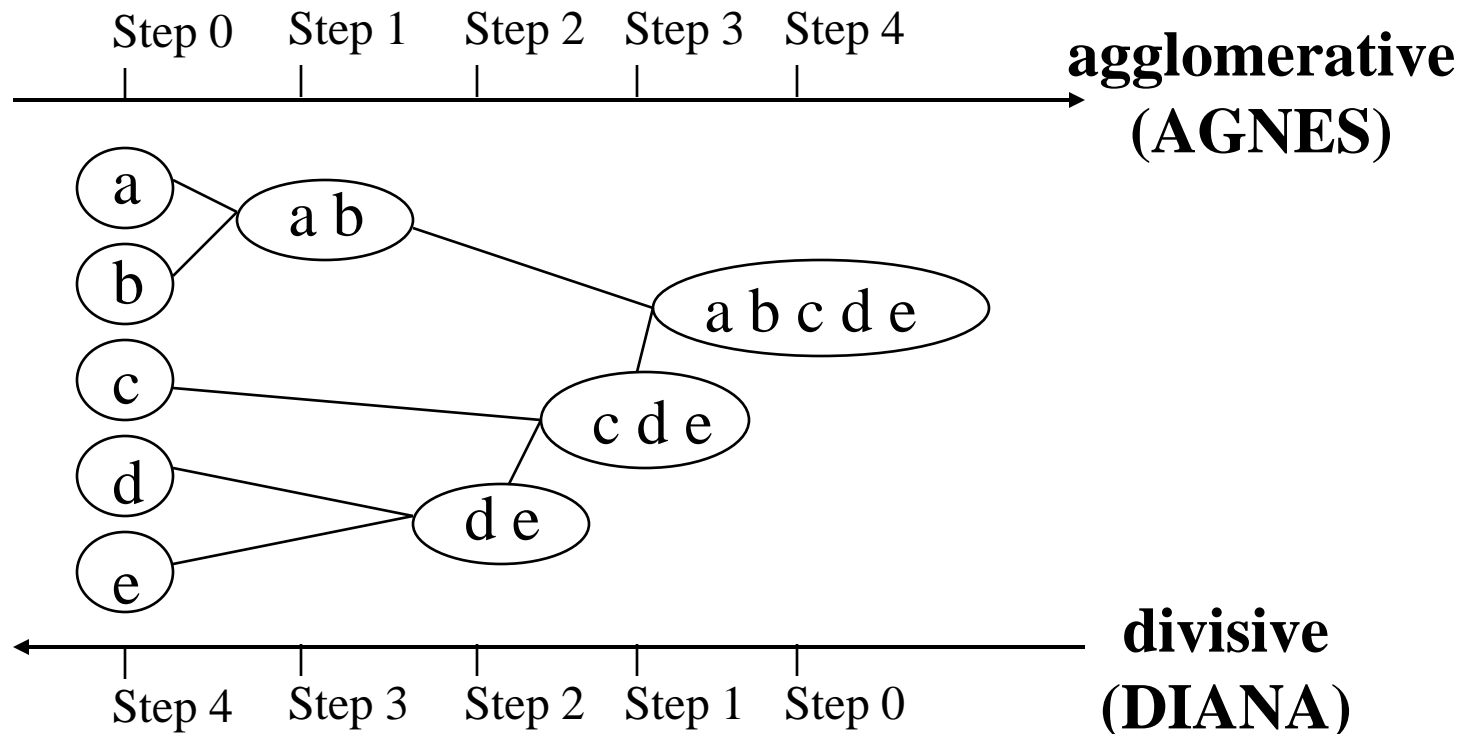 Step 0 Step 1 Step 2 Step 3 Step 4
agglomerative
(AGNES)
a
a b
b
a b c d e
c
c d e
d
d e
e
divisive
(DIANA)
Step 4 Step 3 Step 2 Step 1 Step 0